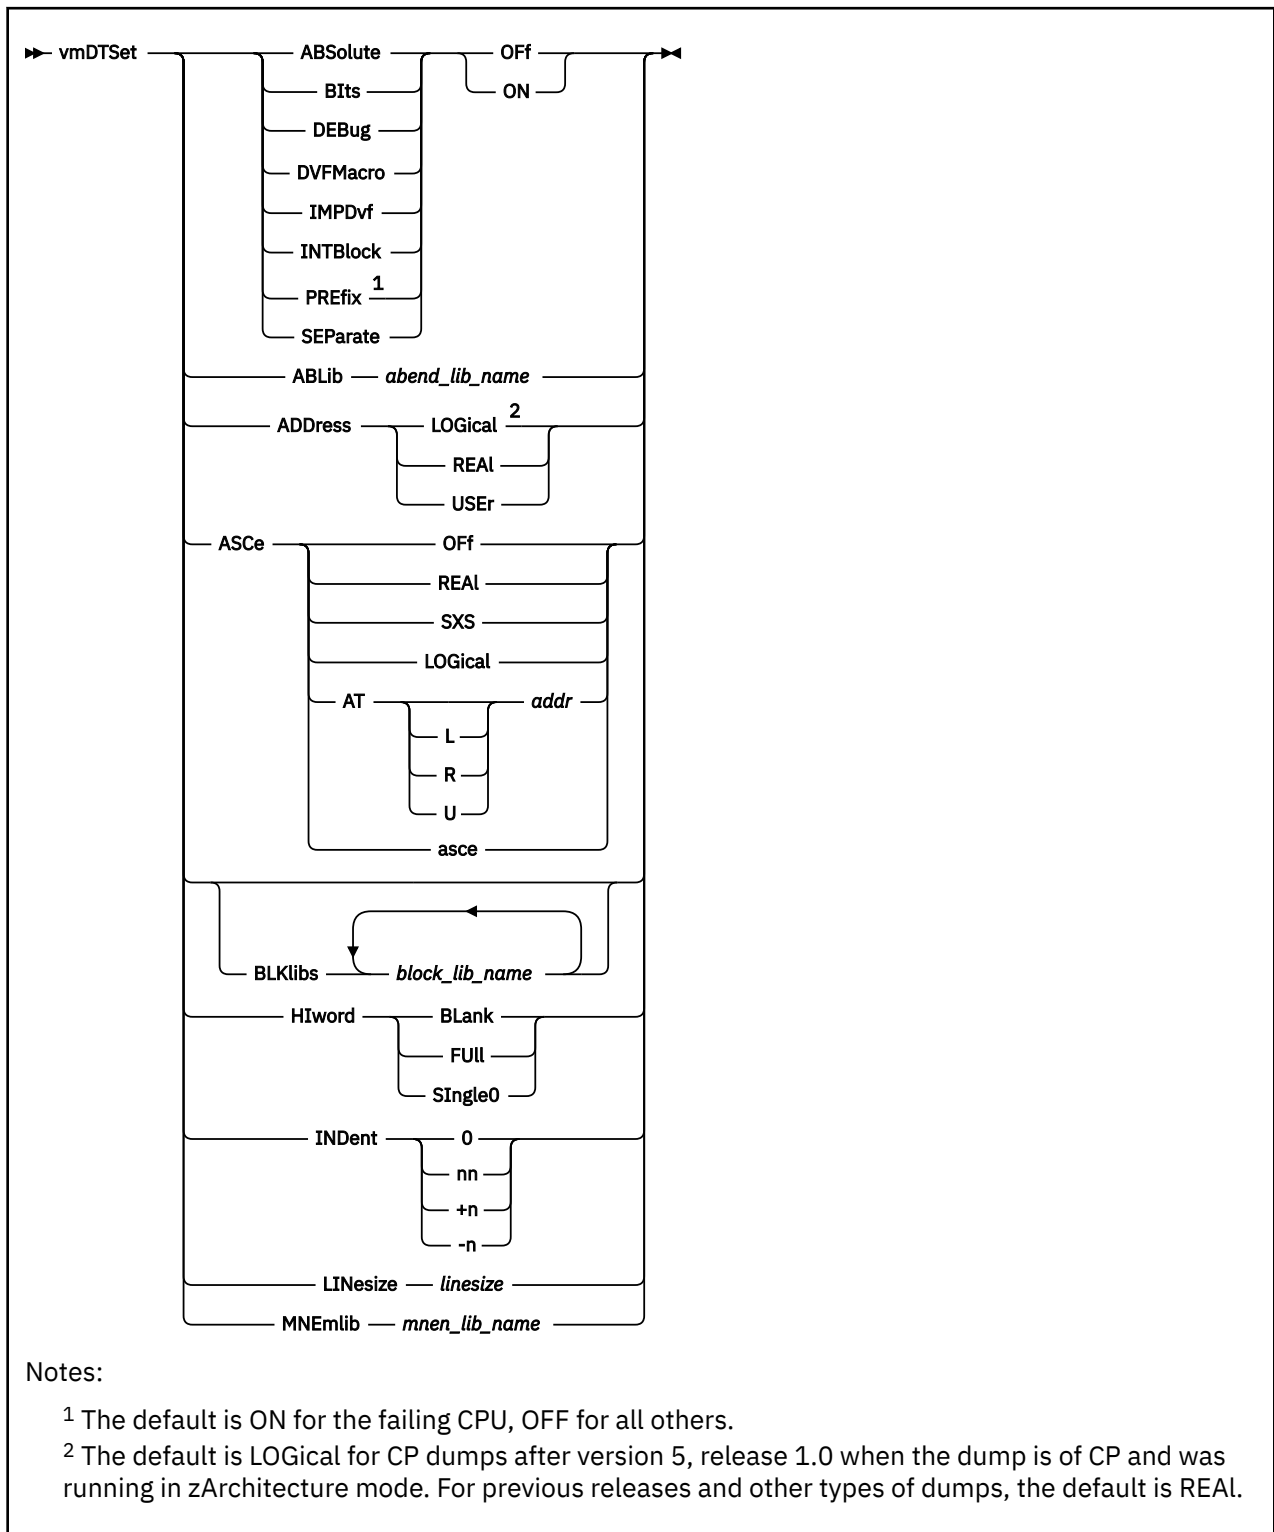 vmDTSet ABSolute OFf
BIts ON
DEBug
DVFMacro
IMPDvf
INTBlock
PREfix 1
SEParate
ABLib abend_lib_name
ADDress LOGical 2
REAl
USEr
ASCe OFf
REAl
SXS
LOGical
AT addr
L
R
U
asce
BLKlibs block_lib_name
HIword BLank
FUll
SIngle0
INDent 0
nn
+n
-n
LINesize linesize
MNEmlib mnen_lib_name
Notes:
1 The default is ON for the failing CPU, OFF for all others.
2 The default is LOGical for CP dumps after version 5, release 1.0 when the dump is of CP and was
running in zArchitecture mode. For previous releases and other types of dumps, the default is REAl.